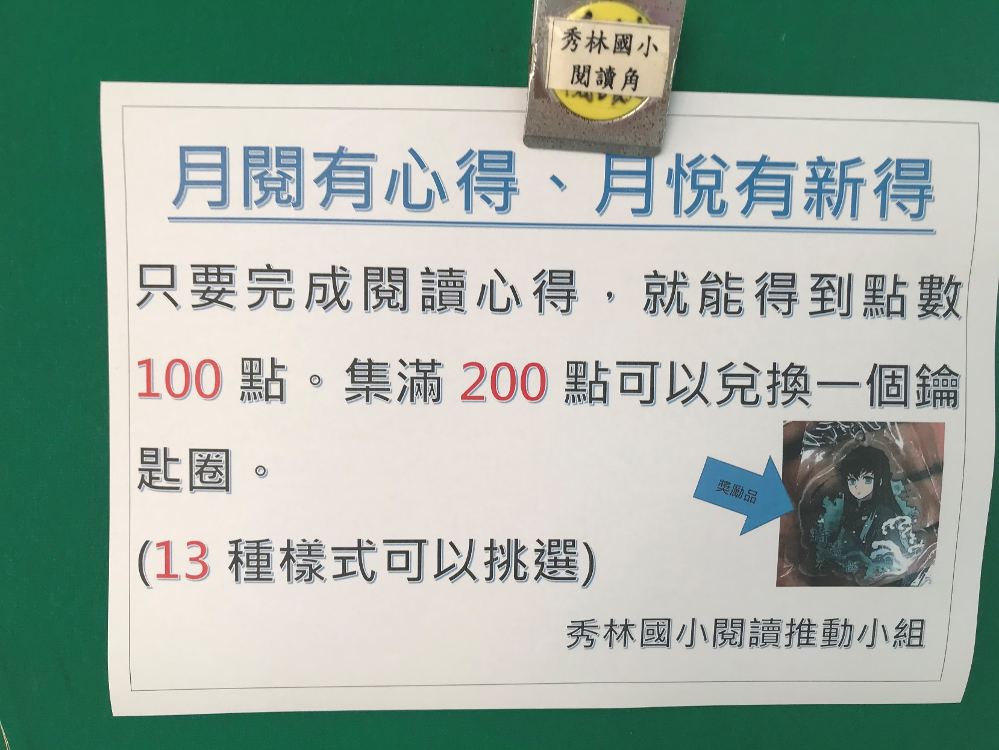 秀林國小
閱讀角
月閱有心得、月悅有新得
只要完成閱讀心得，就能得到點數
100 點。集滿 200 點可以兌換一個鑰
匙圈。
獎勵品
(13 種樣式可以挑選)
秀林國小閱讀推動小組